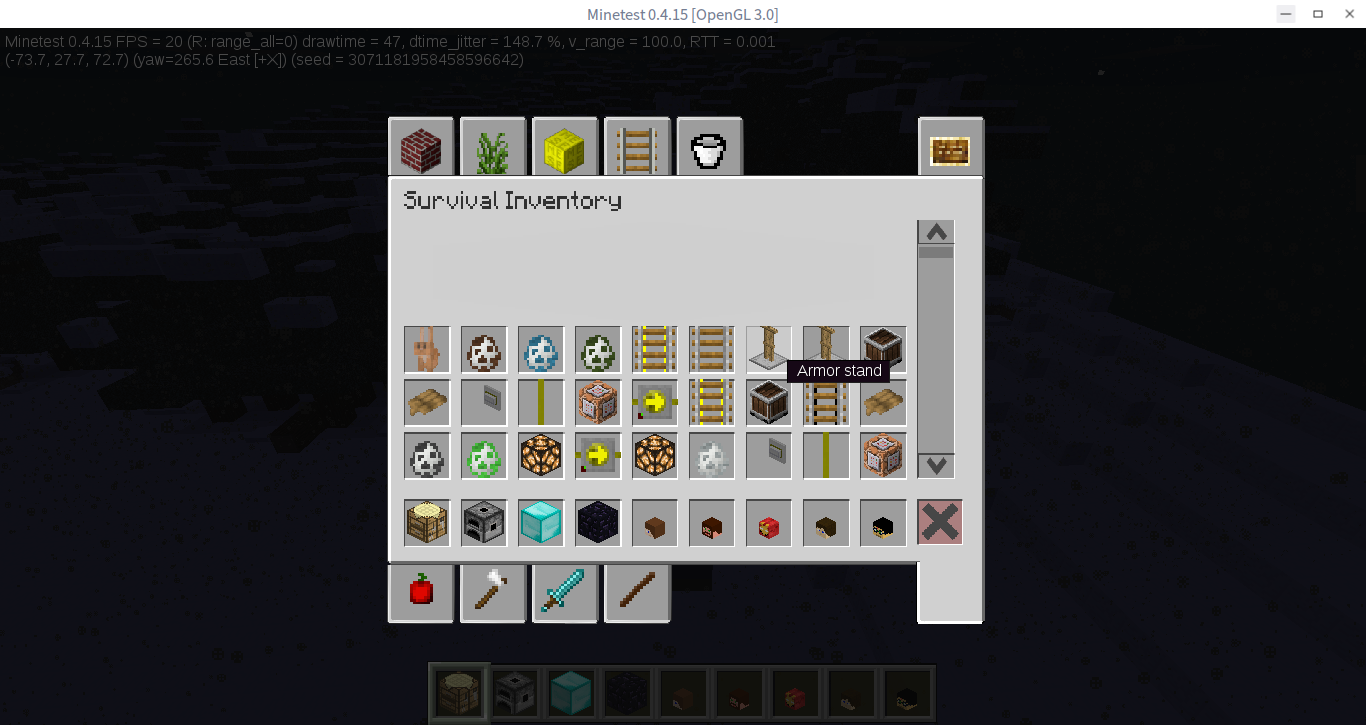 Minetest 0.4.15 [OpenGL 3.0]
Minetest 0.4.15 FPS = 20 (R: range_all=0) drawtime = 47, dtime_jitter = 148.7 %, v_range = 100.0, RTT = 0.001
(-73.7, 27.7, 72.7) (yaw=265.6 East [+X]) (seed = 3071181958458596642)
Survival Inventory
Armor stand